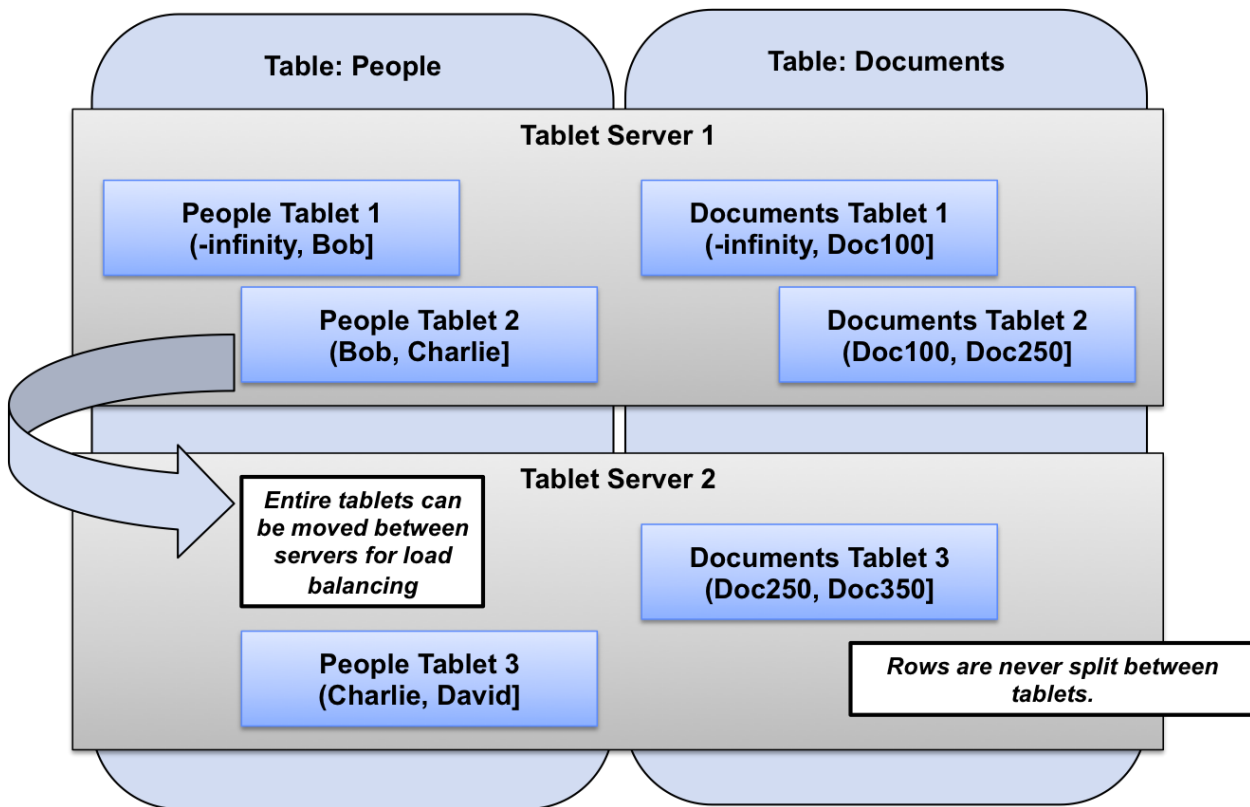 Table: People
Table: Documents
Tablet Server 1
People Tablet 1
(-infinity, Bob]
Documents Tablet 1
(-infinity, Doc100]
People Tablet 2
(Bob, Charlie]
Documents Tablet 2
(Doc100, Doc250]
Tablet Server 2
Entire tablets can
be moved between
servers for load
balancing
Documents Tablet 3
(Doc250, Doc350]
People Tablet 3
(Charlie, David]
Rows are never split between
tablets.